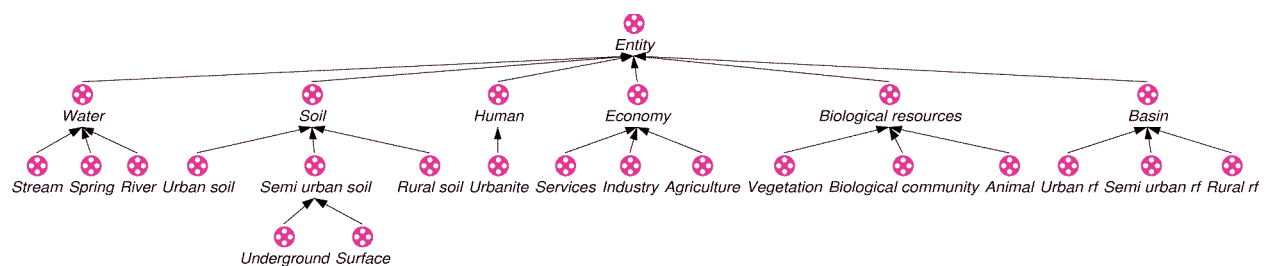 Entity
Water Soil Human Economy Biological resources Basin
Stream Spring River Urban soil Semi urban soil Rural soil Urbanite Services Industry Agriculture Vegetation Biological community Animal Urban rf Semi urban rf Rural rf
Underground Surface